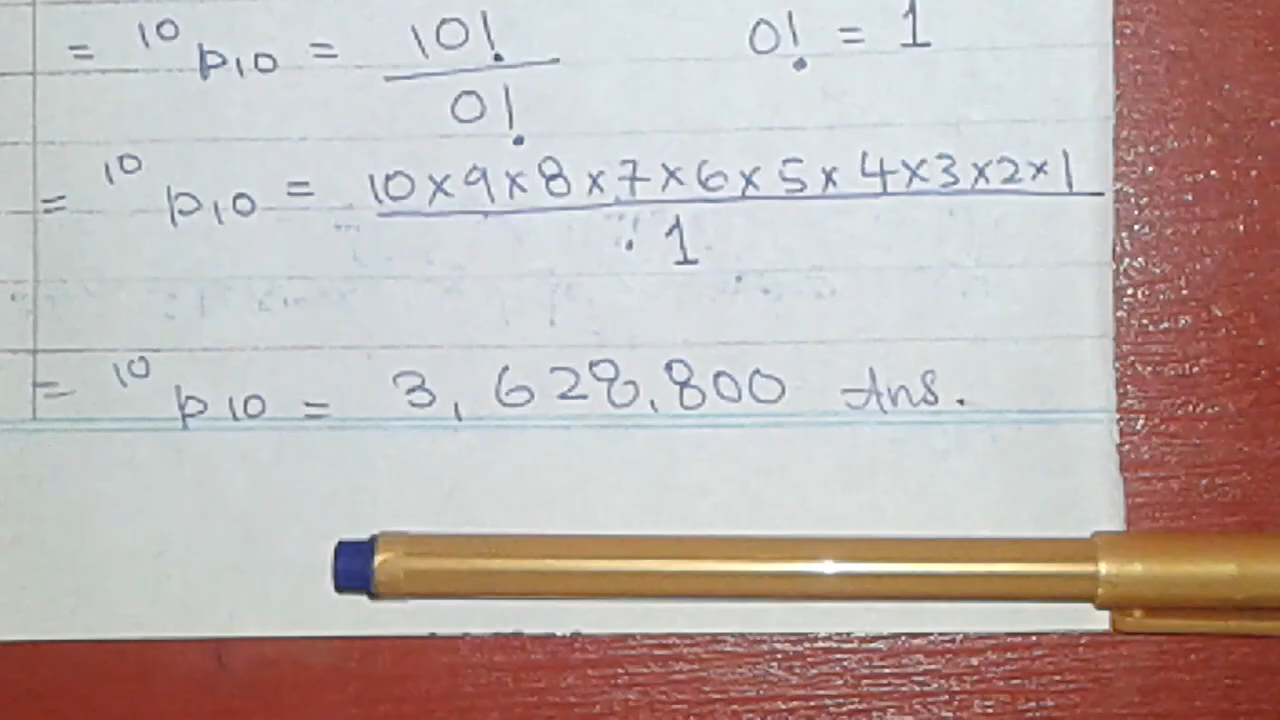 = ¹⁰P₁₀ = 10!/0!    0! = 1
= ¹⁰P₁₀ = 10×9×8×7×6×5×4×3×2×1/1
= ¹⁰P₁₀ = 3,628,800 Ans.